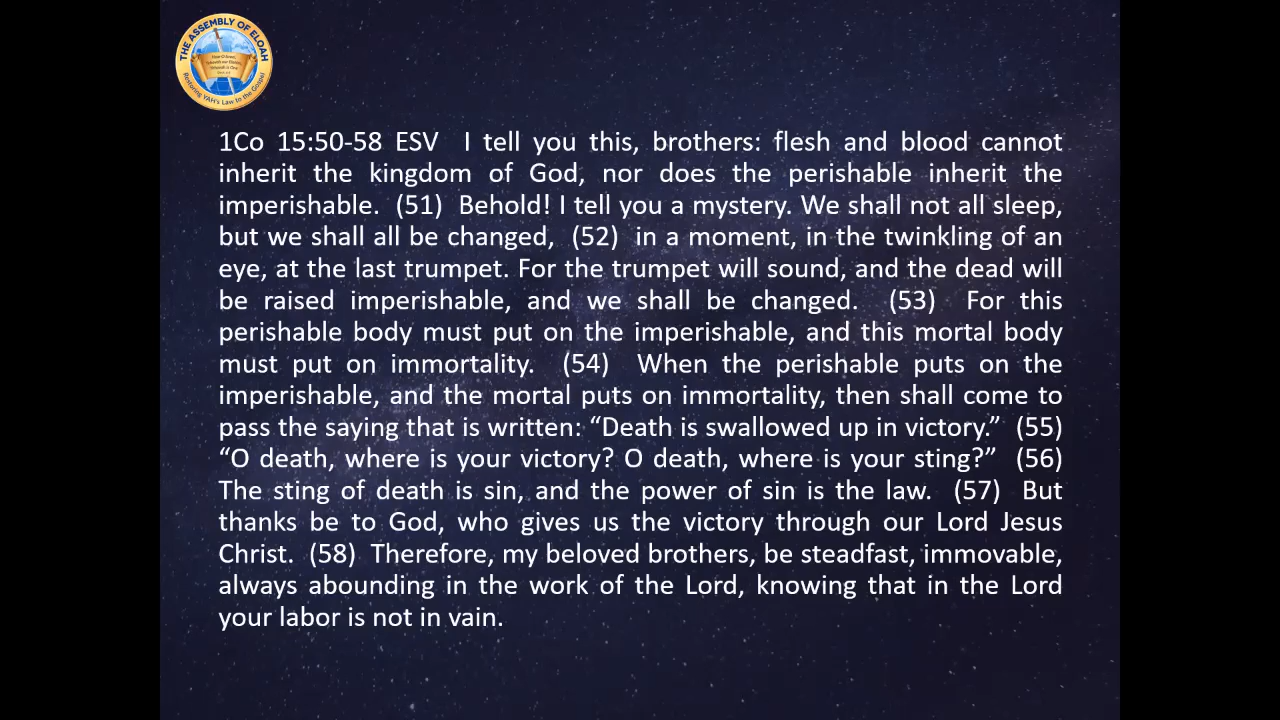 THE ASSEMBLY OF ELOAH
Restoring YAH's Law to the Gospel
1Co 15:50-58 ESV I tell you this, brothers: flesh and blood cannot
inherit the kingdom of God, nor does the perishable inherit the
imperishable. (51) Behold! I tell you a mystery. We shall not all sleep,
but we shall all be changed, (52) in a moment, in the twinkling of an
eye, at the last trumpet. For the trumpet will sound, and the dead will
be raised imperishable, and we shall be changed. (53) For this
perishable body must put on the imperishable, and this mortal body
must put on immortality. (54) When the perishable puts on the
imperishable, and the mortal puts on immortality, then shall come to
pass the saying that is written: “Death is swallowed up in victory.” (55)
“O death, where is your victory? O death, where is your sting?” (56)
The sting of death is sin, and the power of sin is the law. (57) But
thanks be to God, who gives us the victory through our Lord Jesus
Christ. (58) Therefore, my beloved brothers, be steadfast, immovable,
always abounding in the work of the Lord, knowing that in the Lord
your labor is not in vain.